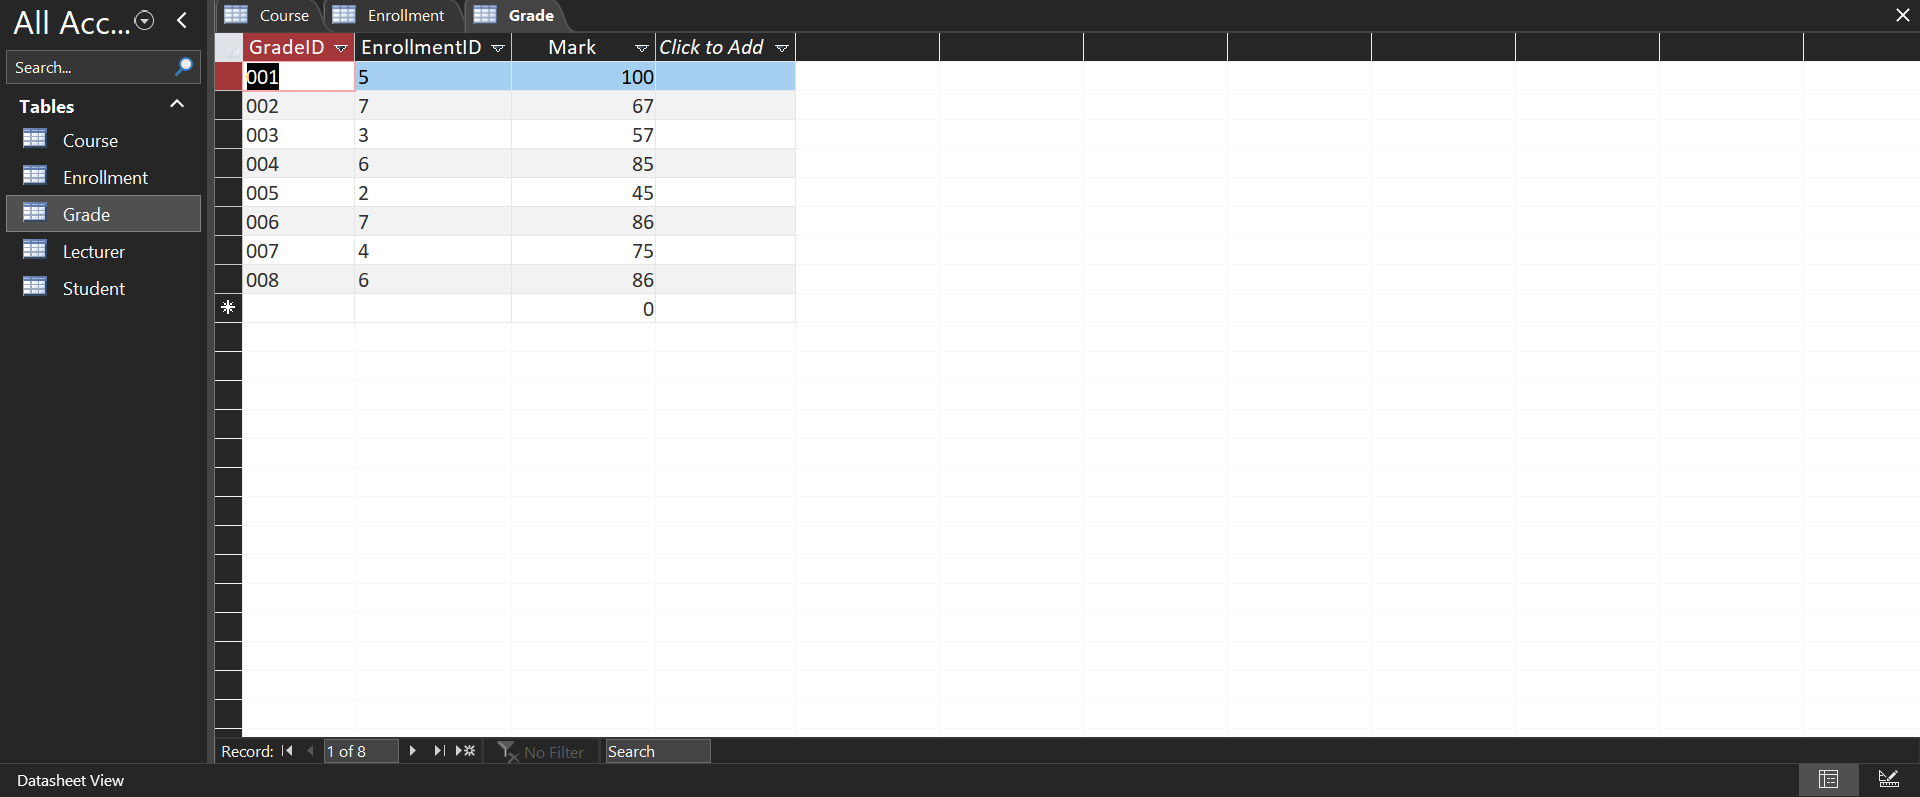 All Acc...
Search...
Tables
Course
Enrollment
Grade
Lecturer
Student
Course Enrollment Grade
GradeID EnrollmentID Mark Click to Add
001 5 100
002 7 67
003 3 57
004 6 85
005 2 45
006 7 86
007 4 75
008 6 86
0
Record: 1 of 8 No Filter Search
Datasheet View